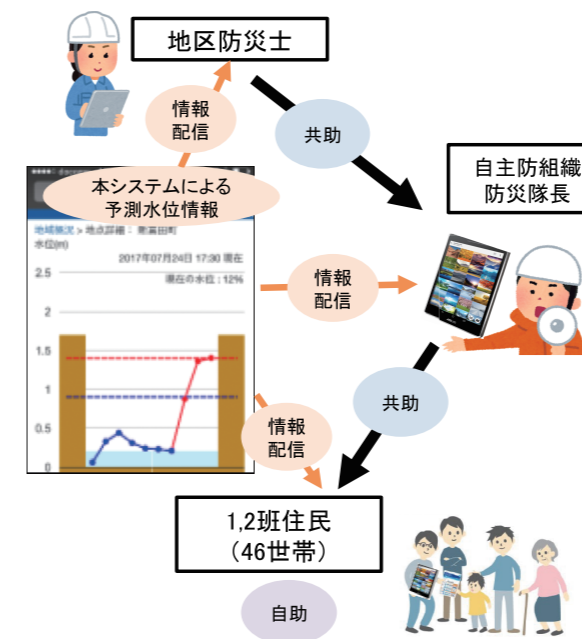 地区防災士
情報
配信
共助
本システムによる
予測水位情報
自主防組織
防災隊長
地域概況 > 地点詳細:
水位(m)
2017年07月24日 17:30 現在
現在の水位:12%
2.5
2
1.5
1
0.5
0
情報
配信
共助
情報
配信
1,2班住民
(46世帯)
自助